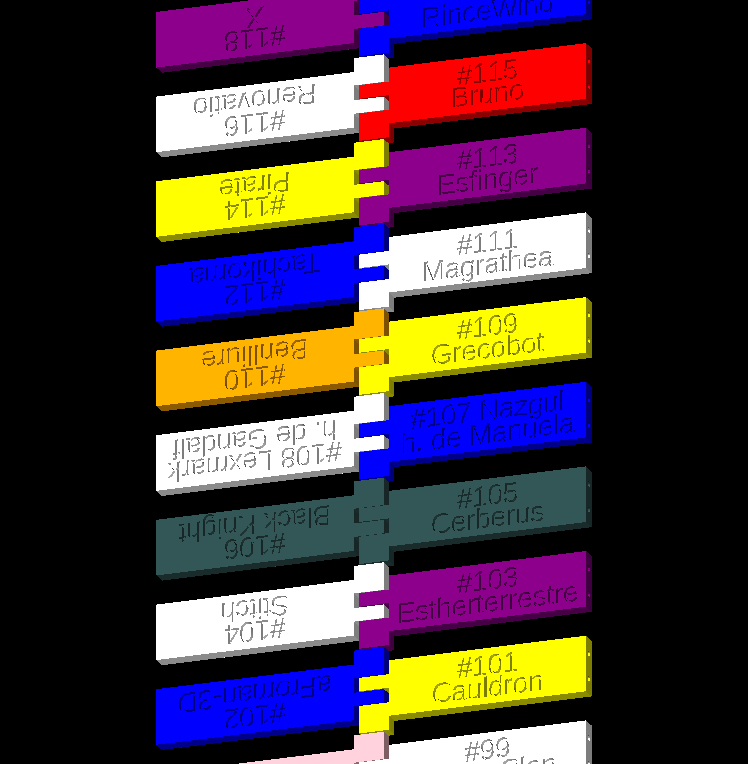 RinceWind
#118
X
#115
Bruno
#116
Renovatio
#113
Esfinger
#114
Pirate
#111
Magrathea
#112
Tachikoma
#109
Grecobot
#110
Benlliure
#107 Nazgul
h. de Manuela
#108 Lexmark
h. de Gandalf
#105
Cerberus
#106
Black Knight
#103
Estherterrestre
#104
Stitch
#101
Cauldron
#102
aFroman-3D
#99